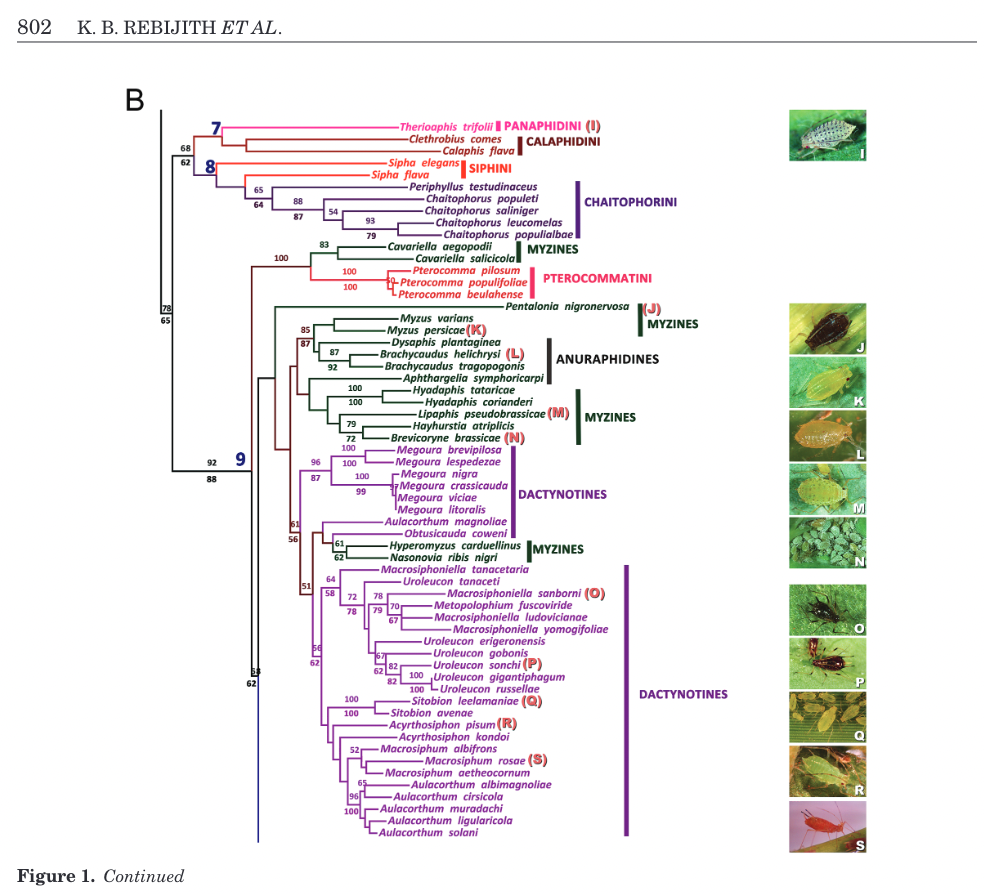 802 K. B. REBIJITH ET AL.
B
7
Therioaphis trifolii PANAPHIDINI (I)
Clethrobius comes CALAPHIDINI
Calaphis flava
68
62
8
Sipha elegans SIPHINI
Sipha flava
Periphyllus testudinaceus
65
64
Chaitophorus populeti CHAITOPHORINI
88
87
Chaitophorus saliniger
54
Chaitophorus leucomelas
93
79
Chaitophorus populialbae
Cavariella aegopodii MYZINES
83
Cavariella salicicola
100
Pterocomma pilosum
100
100
Pterocomma populifoliae PTEROCOMMATINI
Pterocomma beulahense
78
65
Pentalonia nigronervosa (J)
MYZINES
Myzus varians
Myzus persicae (K)
85
87
Dysaphis plantaginea
Brachycaudus helichrysi (L) ANURAPHIDINES
87
92
Brachycaudus tragopogonis
Aphthargelia symphoricarpi
Hyadaphis tataricae
100
100
Hyadaphis corianderi
Lipaphis pseudobrassicae (M) MYZINES
Hayhurstia atriplicis
79
72
Brevicoryne brassicae (N)
9
92
88
Megoura brevipilosa
100
100
Megoura lespedezae
96
87
Megoura nigra
100
99
Megoura crassicauda
Megoura viciae DACTYNOTINES
Megoura litoralis
Aulacorthum magnoliae
61
56
Obtusicauda coweni
Hyperomyzus carduellinus MYZINES
61
62
Nasonovia ribis nigri
Macrosiphoniella tanacetaria
51
64
58
Uroleucon tanaceti
Macrosiphoniella sanborni (O)
72
78
78
79
Metopolophium fuscoviride
70
67
Macrosiphoniella ludovicianae
Macrosiphoniella yomogifoliae
Uroleucon erigeronensis
56
62
Uroleucon gobonis
67
62
Uroleucon sonchi (P)
82
82
Uroleucon gigantiphagum
100
100
Uroleucon russellae
62
DACTYNOTINES
Sitobion leelamaniae (Q)
100
100
Sitobion avenae
Acyrthosiphon pisum (R)
Acyrthosiphon kondoi
Macrosiphum albifrons
52
Macrosiphum rosae (S)
Macrosiphum aetheocornum
Aulacorthum albimagnoliae
65
Aulacorthum cirsicola
96
100
Aulacorthum muradachi
Aulacorthum ligularicola
Aulacorthum solani
I
J
K
L
M
N
O
P
Q
R
S
Figure 1. Continued